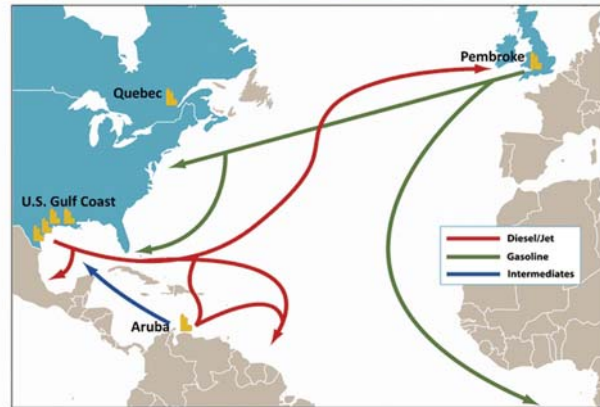 Pembroke
Quebec
U.S. Gulf Coast
Diesel/Jet
Gasoline
Intermediates
Aruba